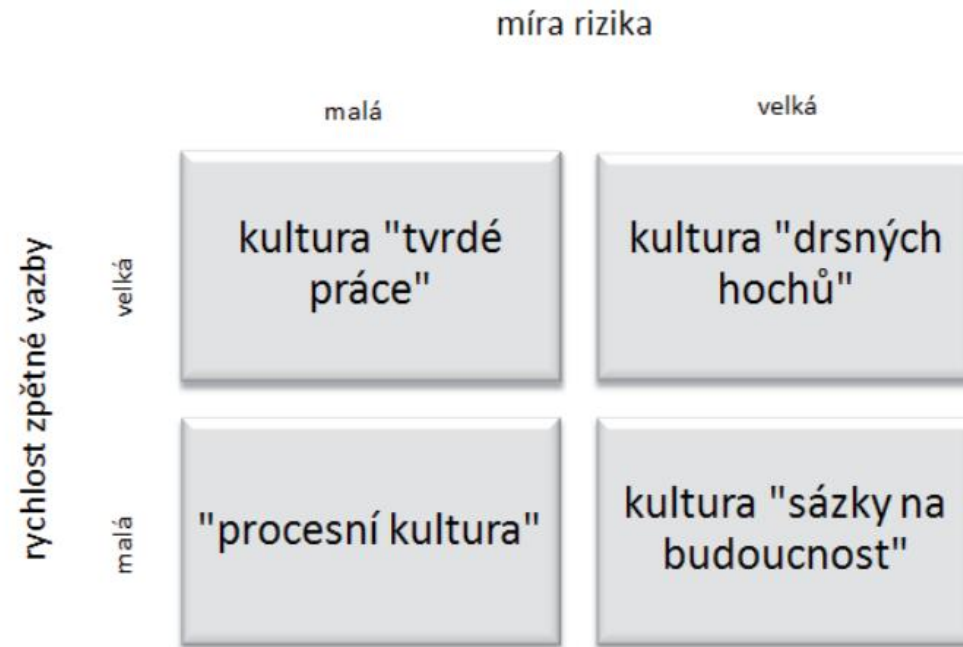 míra rizika
malá
velká
rychlost zpětné vazby
velká
kultura "tvrdé
práce"
kultura "drsných
hochů"
malá
"procesní kultura"
kultura "sázky na
budoucnost"